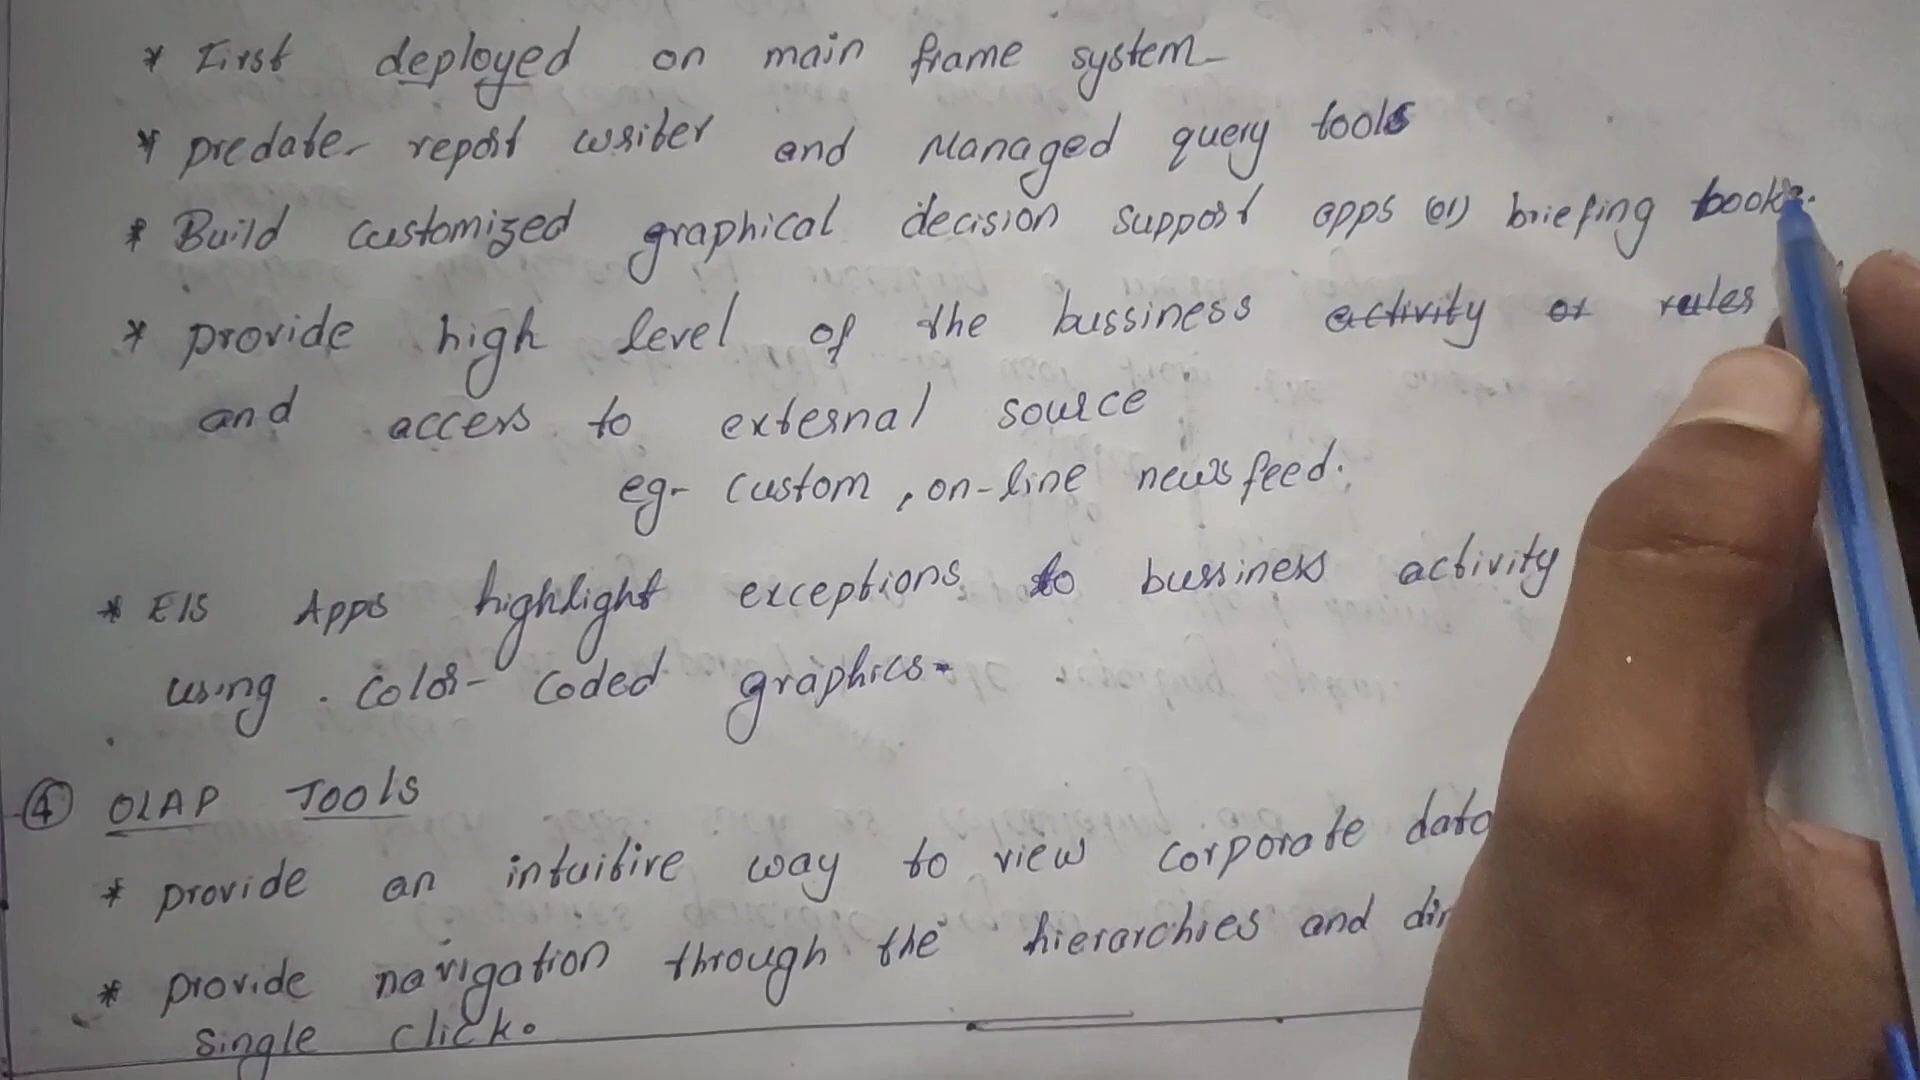 * First deployed on main frame system
* predate report writer and Managed query tools
* Build customized graphical decision support apps (or) briefing books.
* provide high level of the bussiness activity or rules
and access to external source
eg- custom, on-line news feed.
* EIS Apps highlight exceptions to bussiness activity
using color-coded graphics
④ OLAP TOOLS
* provide an intuitive way to view corporate data
* provide navigation through the hierarchies and
single click.